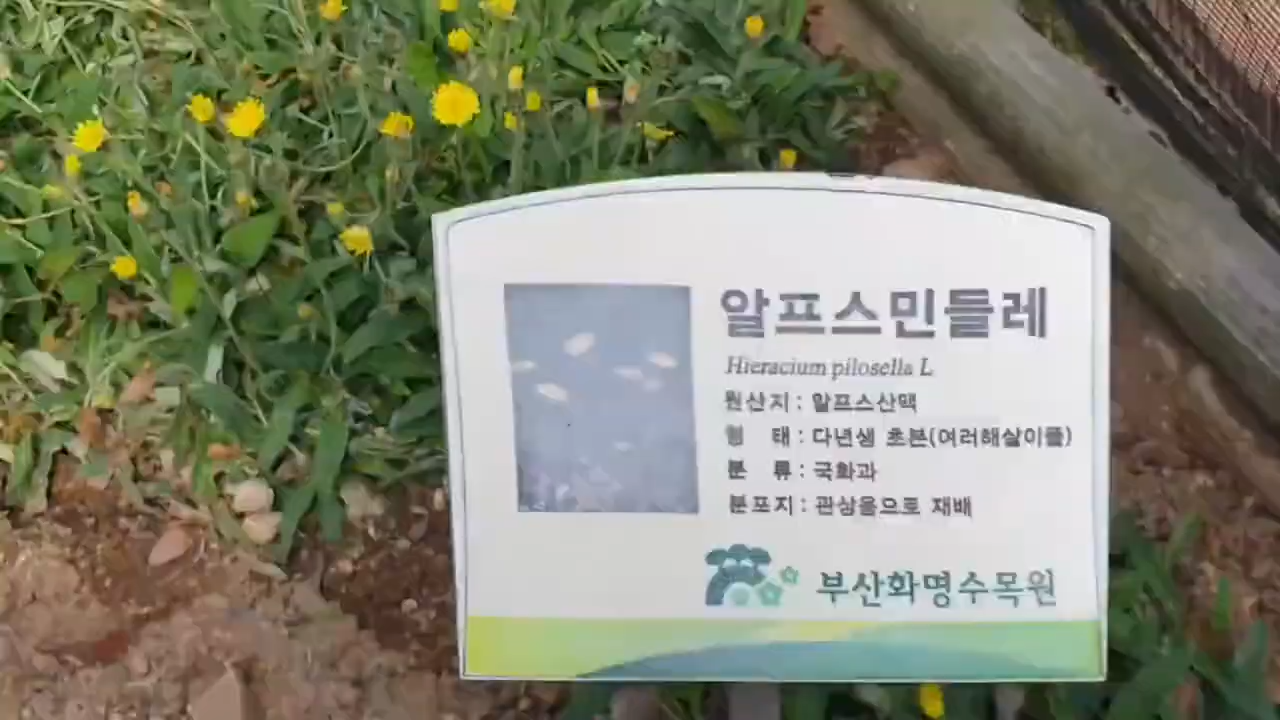 알프스민들레
Hieracium pilosella L
원산지 : 알프스산맥
형 태 : 다년생 초본(여러해살이풀)
분 류 : 국화과
분포지 : 관상용으로 재배
부산화명수목원